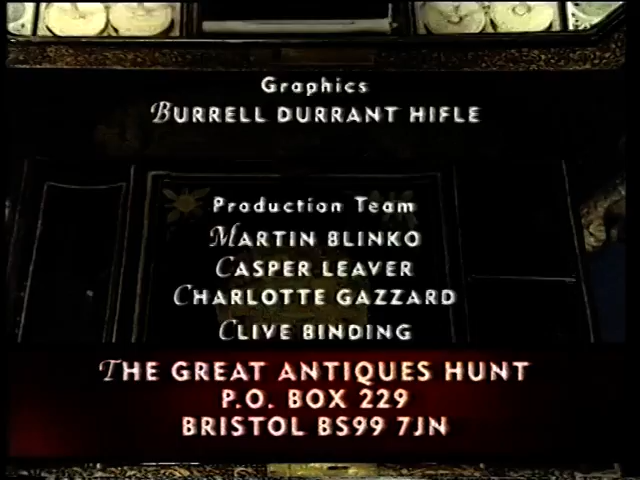 Graphics
BURRELL DURRANT HIFLE
Production Team
MARTIN BLINKO
CASPER LEAVER
CHARLOTTE GAZZARD
CLIVE BINDING
THE GREAT ANTIQUES HUNT
P.O. BOX 229
BRISTOL BS99 7JN